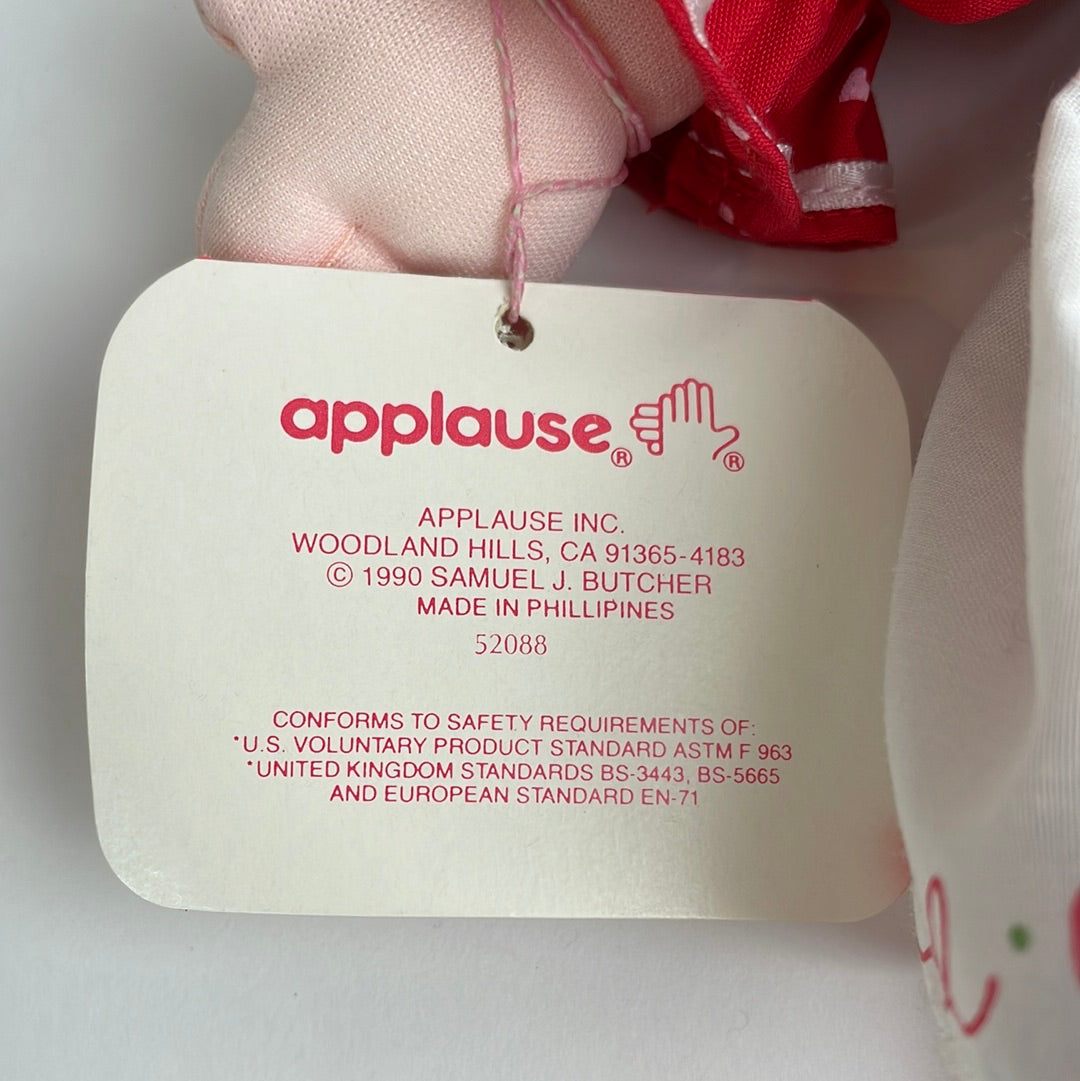 applause® ®
APPLAUSE INC.
WOODLAND HILLS, CA 91365-4183
© 1990 SAMUEL J. BUTCHER
MADE IN PHILLIPINES
52088
CONFORMS TO SAFETY REQUIREMENTS OF:
*U.S. VOLUNTARY PRODUCT STANDARD ASTM F 963
*UNITED KINGDOM STANDARDS BS-3443, BS-5665
AND EUROPEAN STANDARD EN-71